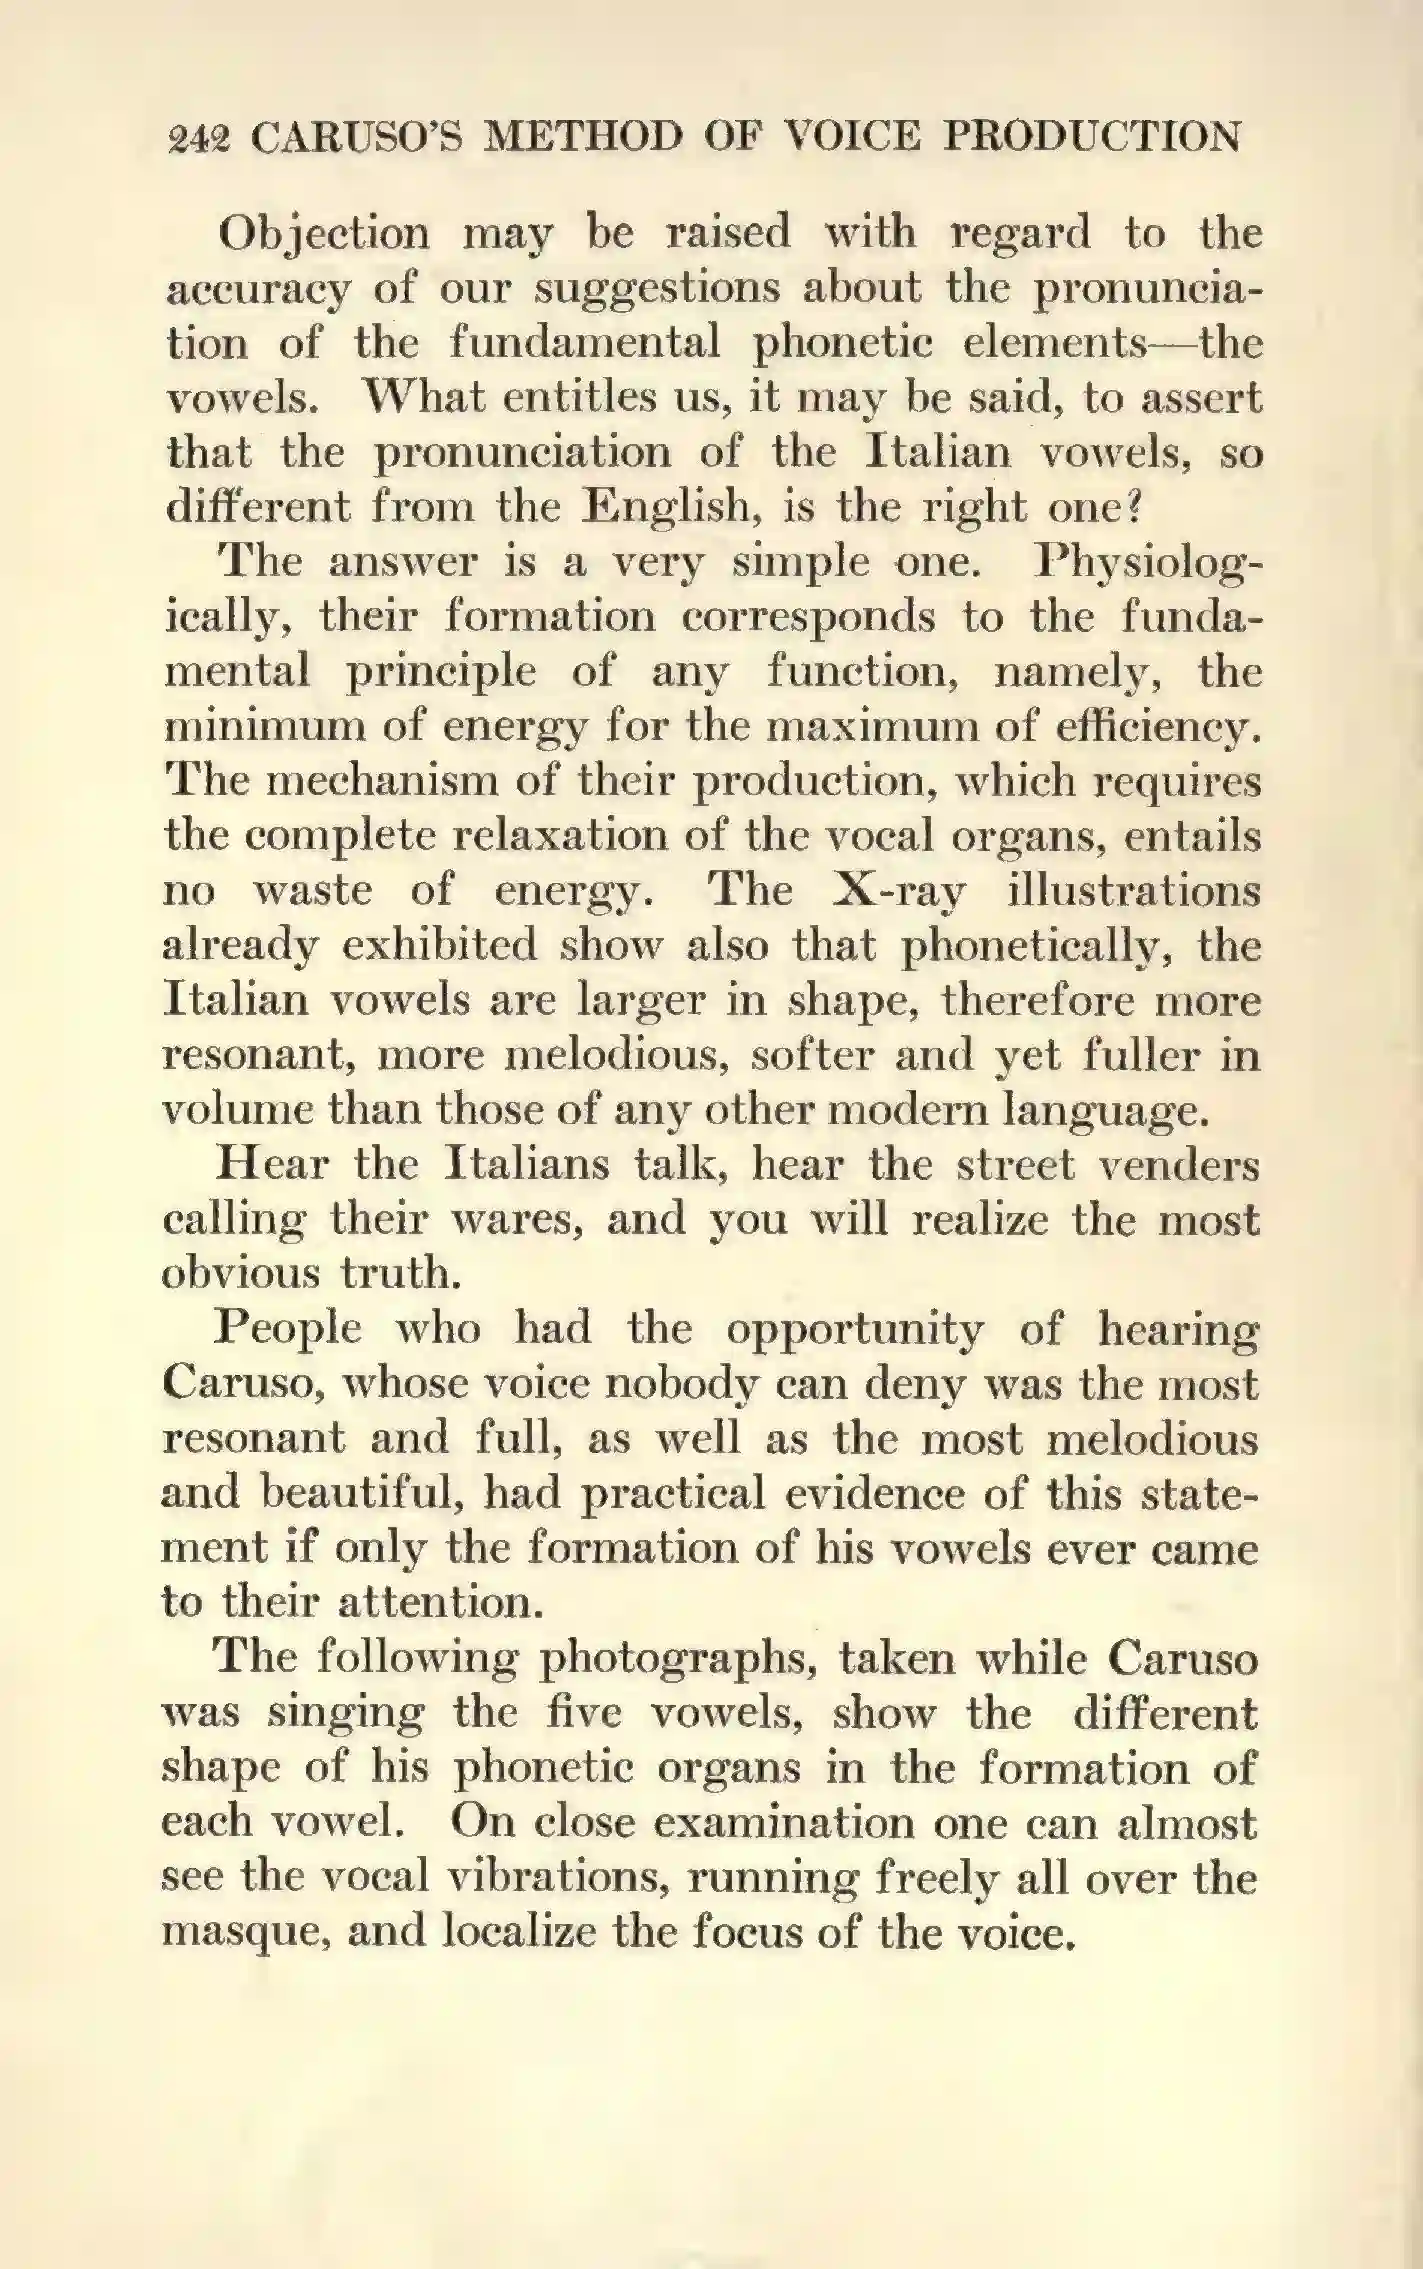 242 CARUSO'S METHOD OF VOICE PRODUCTION
Objection may be raised with regard to the
accuracy of our suggestions about the pronuncia-
tion of the fundamental phonetic elements—the
vowels. What entitles us, it may be said, to assert
that the pronunciation of the Italian vowels, so
different from the English, is the right one?
The answer is a very simple one. Physiolog-
ically, their formation corresponds to the funda-
mental principle of any function, namely, the
minimum of energy for the maximum of efficiency.
The mechanism of their production, which requires
the complete relaxation of the vocal organs, entails
no waste of energy. The X-ray illustrations
already exhibited show also that phonetically, the
Italian vowels are larger in shape, therefore more
resonant, more melodious, softer and yet fuller in
volume than those of any other modern language.
Hear the Italians talk, hear the street venders
calling their wares, and you will realize the most
obvious truth.
People who had the opportunity of hearing
Caruso, whose voice nobody can deny was the most
resonant and full, as well as the most melodious
and beautiful, had practical evidence of this state-
ment if only the formation of his vowels ever came
to their attention.
The following photographs, taken while Caruso
was singing the five vowels, show the different
shape of his phonetic organs in the formation of
each vowel. On close examination one can almost
see the vocal vibrations, running freely all over the
masque, and localize the focus of the voice.